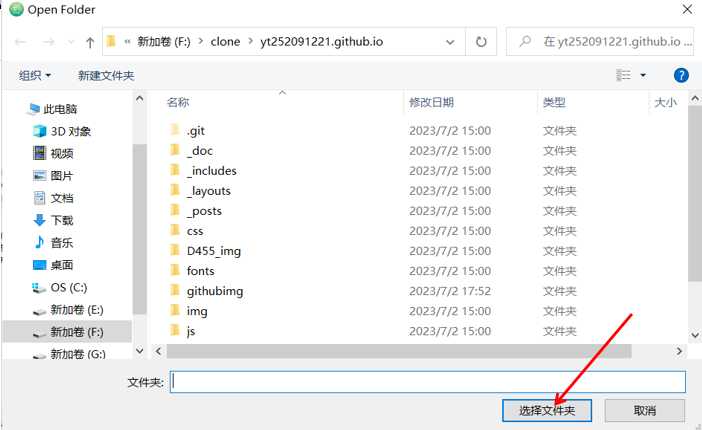 Open Folder
« 新加卷 (F:) › clone › yt252091221.github.io
在 yt252091221.github.io ...
组织 新建文件夹
名称 修改日期 类型 大小
此电脑
3D 对象
视频
图片
文档
下载
音乐
桌面
OS (C:)
新加卷 (E:)
新加卷 (F:)
新加卷 (G:)
.git 2023/7/2 15:00 文件夹
_doc 2023/7/2 15:00 文件夹
_includes 2023/7/2 15:00 文件夹
_layouts 2023/7/2 15:00 文件夹
_posts 2023/7/2 15:00 文件夹
css 2023/7/2 15:00 文件夹
D455_img 2023/7/2 15:00 文件夹
fonts 2023/7/2 15:00 文件夹
githubimg 2023/7/2 17:52 文件夹
img 2023/7/2 15:00 文件夹
js 2023/7/2 15:00 文件夹
文件夹:
选择文件夹 取消